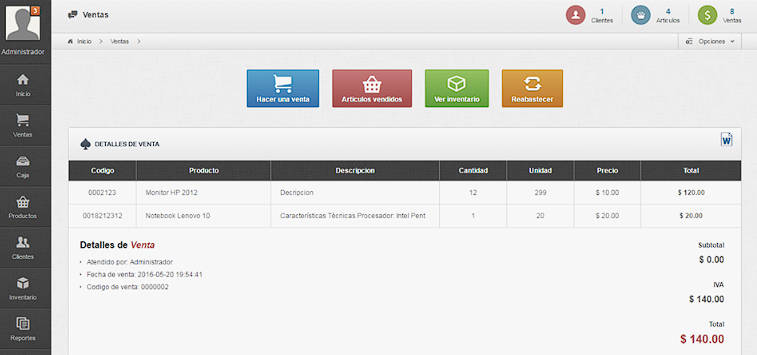 3
Administrador
Inicio
Ventas
Caja
Productos
Clientes
Inventario
Reportes
Ventas
1 Clientes
4 Articulos
8 Ventas
Inicio > Ventas >
Opciones
Hacer una venta
Articulos vendidos
Ver inventario
Reabastecer
DETALLES DE VENTA
W
Codigo Producto Descripcion Cantidad Unidad Precio Total
0002123 Monitor HP 2012 Decripcion 12 299 $ 10.00 $ 120.00
0018212312 Notebook Lenovo 10 Características Técnicas Procesador: Intel Pent 1 20 $ 20.00 $ 20.00
Detalles de Venta
Atendido por: Administrador
Fecha de venta: 2016-05-20 19:54:41
Codigo de venta: 0000002
Subtotal
$ 0.00
IVA
$ 140.00
Total
$ 140.00